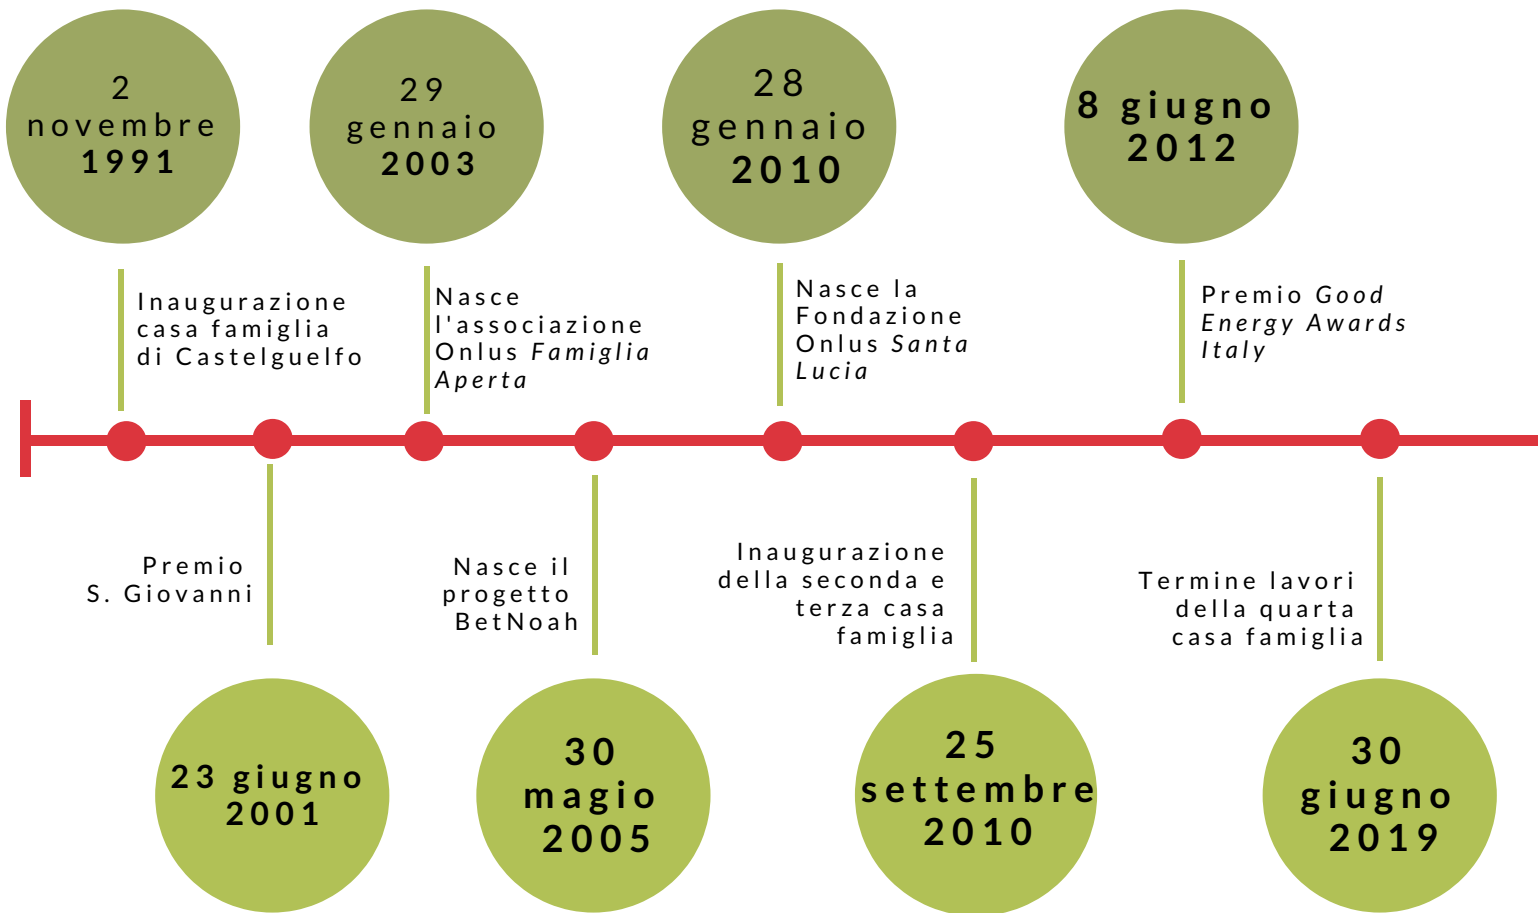 2
novembre
1991
29
gennaio
2003
28
gennaio
2010
8 giugno
2012
Inaugurazione
casa famiglia
di Castelguelfo
Nasce
l'associazione
Onlus Famiglia
Aperta
Nasce la
Fondazione
Onlus Santa
Lucia
Premio Good
Energy Awards
Italy
Premio
S. Giovanni
Nasce il
progetto
BetNoah
Inaugurazione
della seconda e
terza casa
famiglia
Termine lavori
della quarta
casa famiglia
23 giugno
2001
30
magio
2005
25
settembre
2010
30
giugno
2019